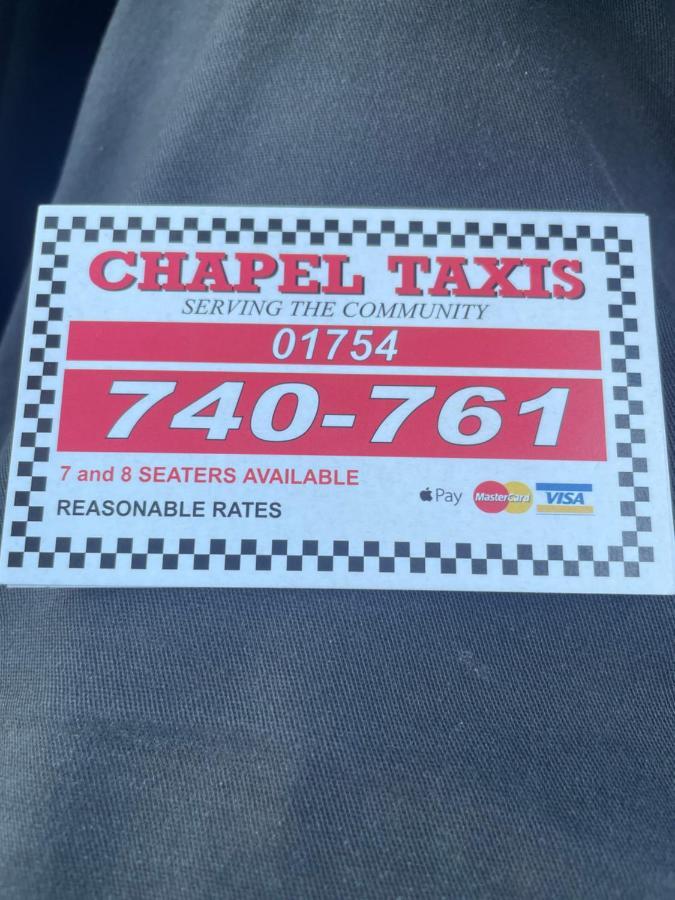 CHAPEL TAXIS
SERVING THE COMMUNITY
01754
740-761
7 and 8 SEATERS AVAILABLE
REASONABLE RATES
Pay MasterCard VISA